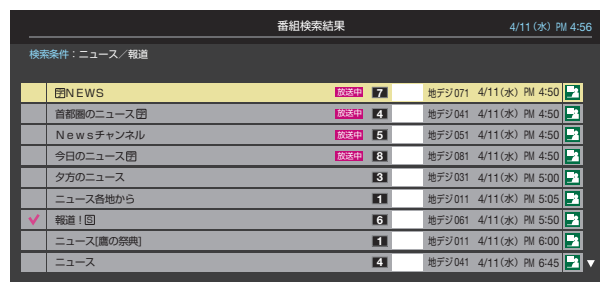 番組検索結果 4/11(水) PM 4:56
検索条件：ニュース／報道
字NEWS 放送中 7 地デジ071 4/11(水) PM 4:50
首都圏のニュース字 放送中 4 地デジ041 4/11(水) PM 4:50
Newsチャンネル 放送中 5 地デジ051 4/11(水) PM 4:50
今日のニュース字 放送中 8 地デジ081 4/11(水) PM 4:50
夕方のニュース 3 地デジ031 4/11(水) PM 5:00
ニュース各地から 1 地デジ011 4/11(水) PM 5:05
報道！S 6 地デジ061 4/11(水) PM 5:50
ニュース[鷹の祭典] 1 地デジ011 4/11(水) PM 6:00
ニュース 4 地デジ041 4/11(水) PM 6:45 ▼